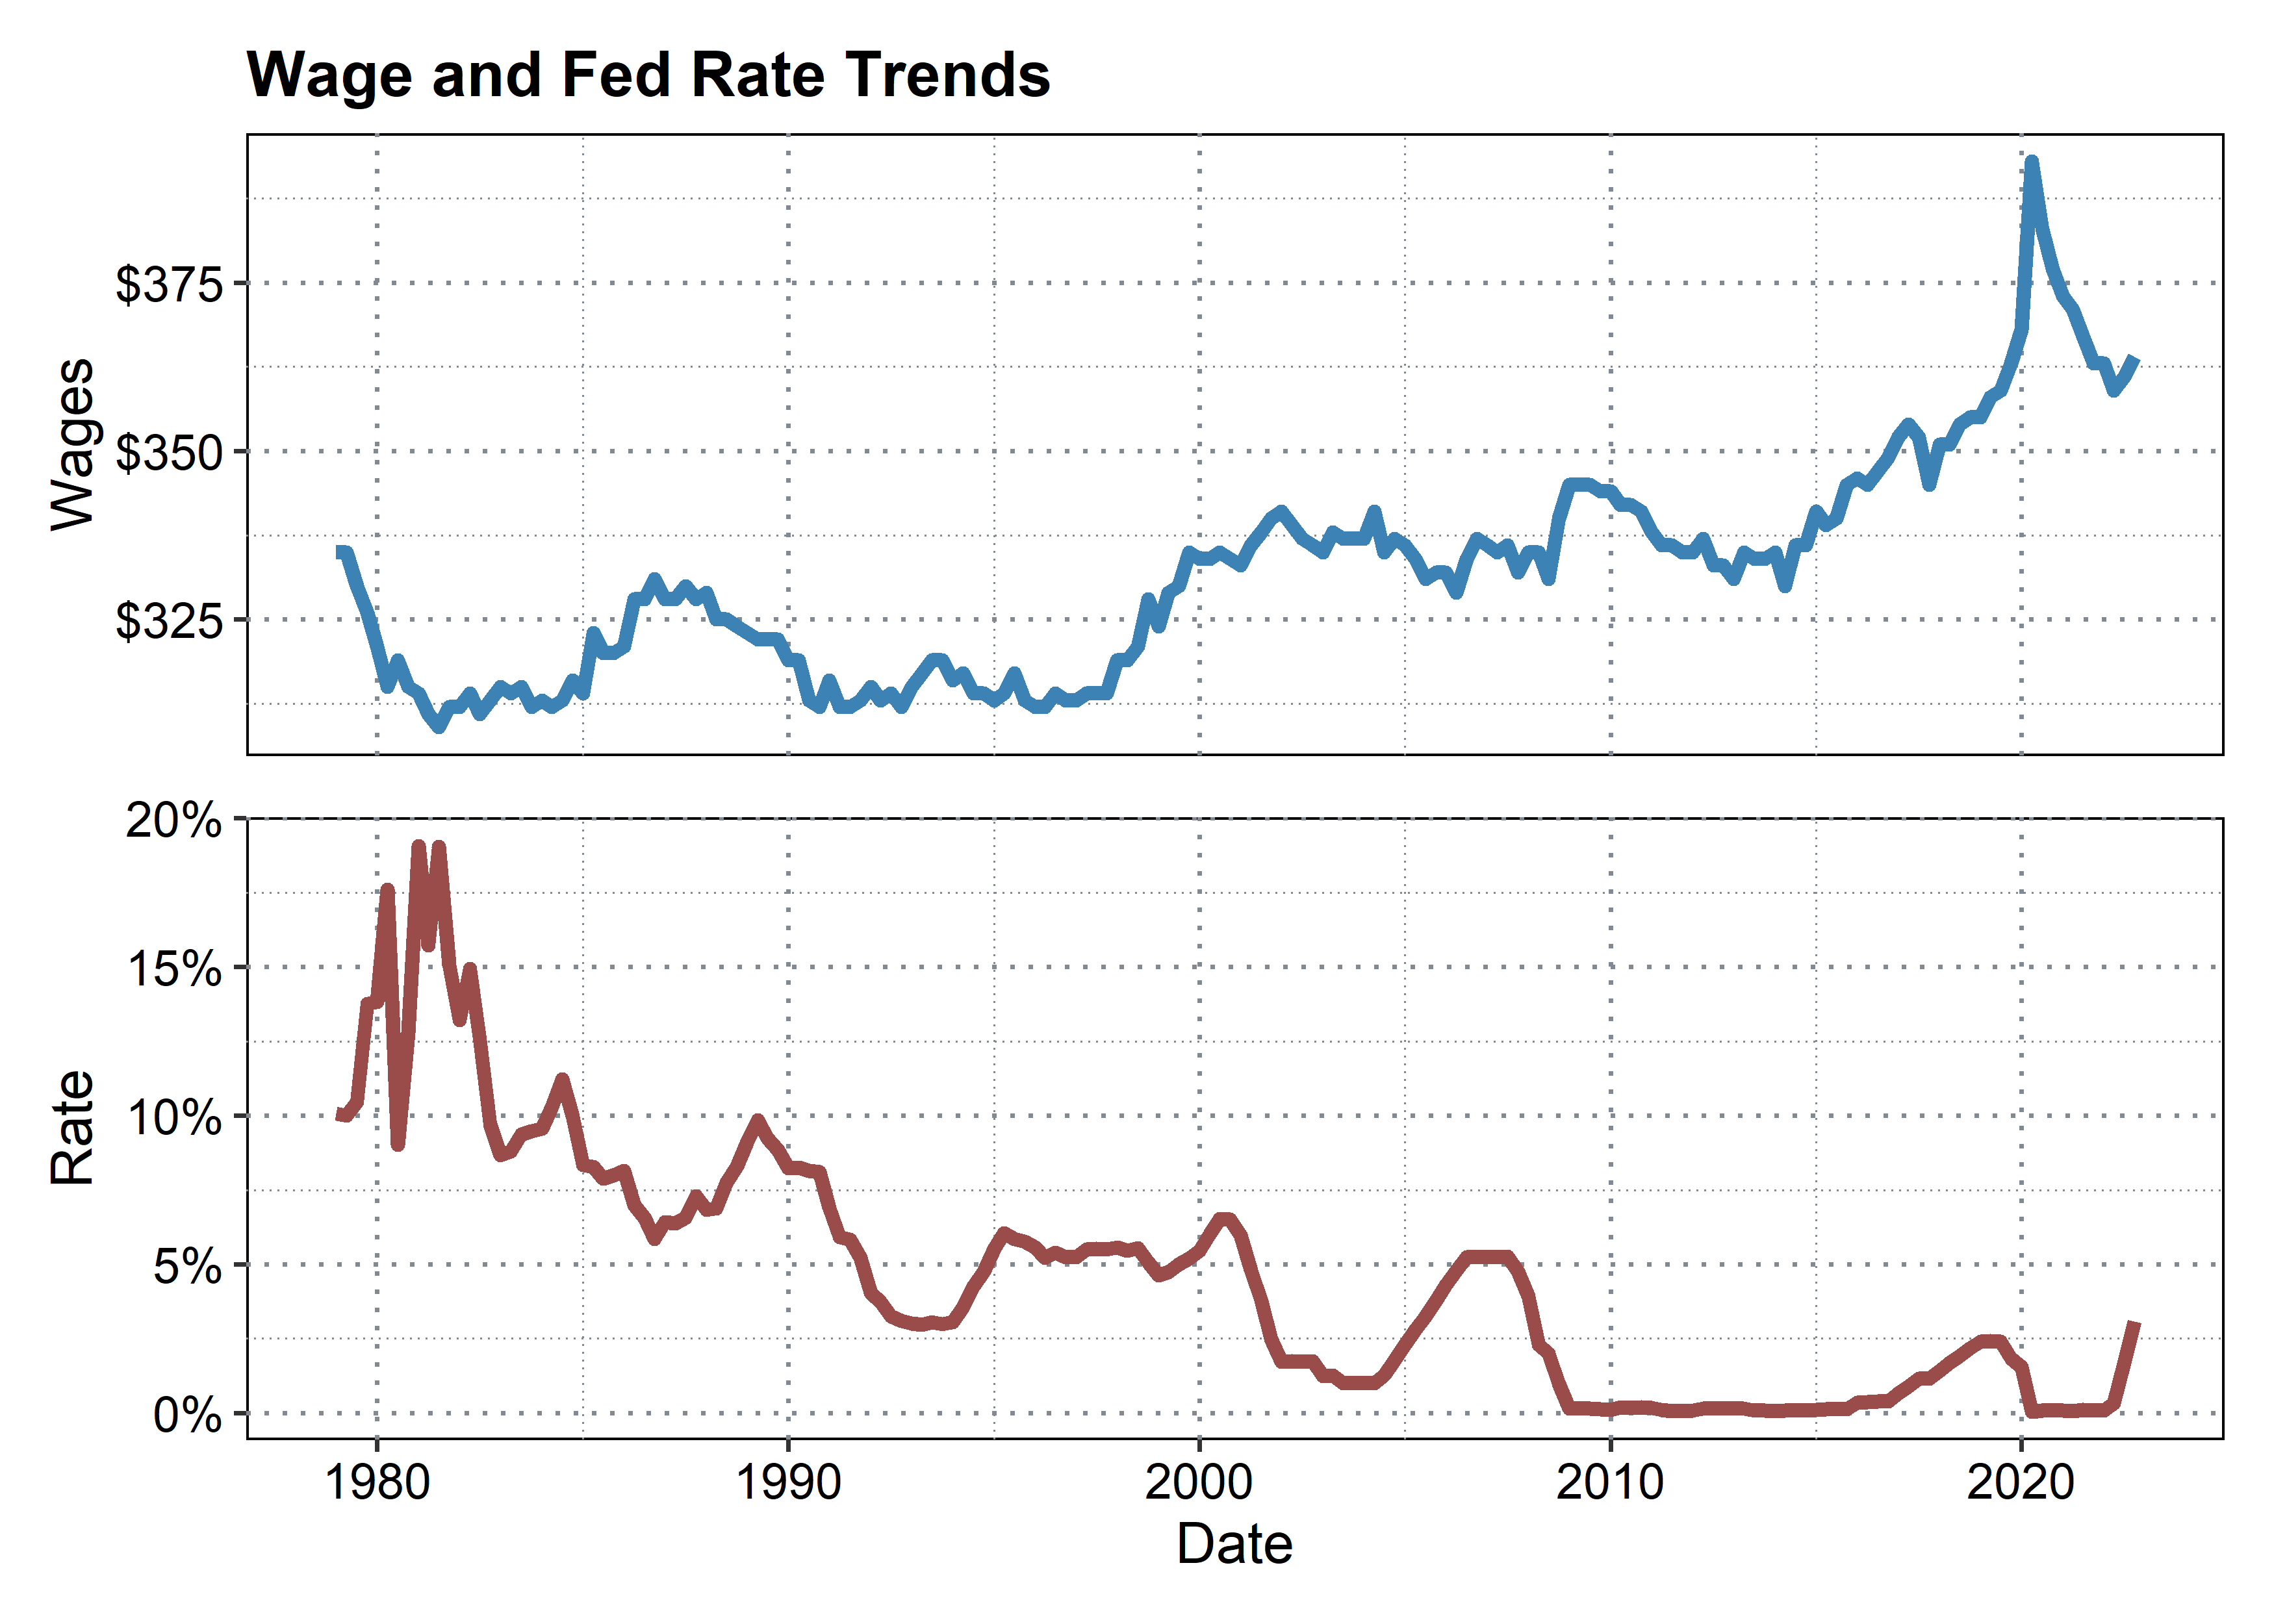 Wage and Fed Rate Trends
Wages
$375
$350
$325
Rate
20%
15%
10%
5%
0%
1980 1990 2000 2010 2020
Date